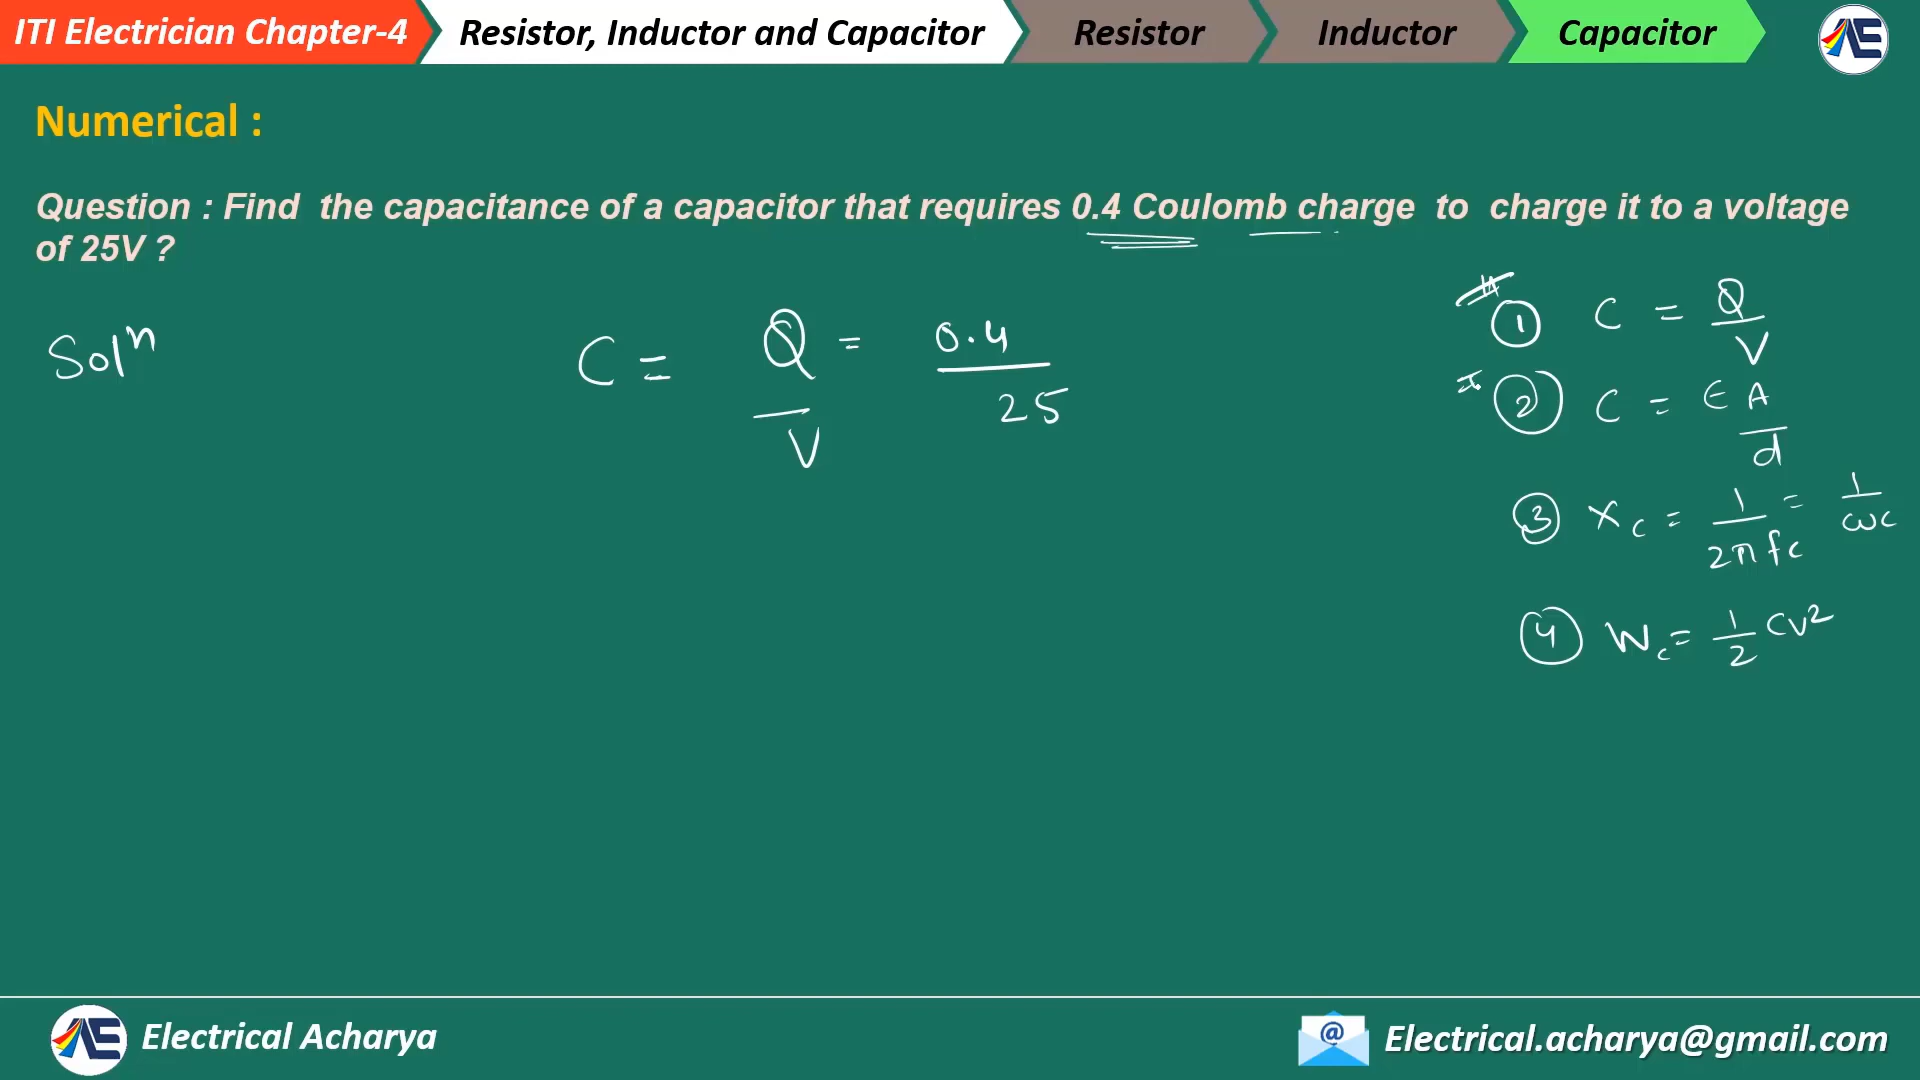 ITI Electrician Chapter-4
Resistor, Inductor and Capacitor
Resistor
Inductor
Capacitor
AE
Numerical :
Question : Find the capacitance of a capacitor that requires 0.4 Coulomb charge to charge it to a voltage
of 25V ?
Solⁿ
C = Q/V = 0.4/25
① C = Q/V
② C = ∈ A/d
③ Xc = 1/2πfc = 1/ωc
④ Wc = 1/2 CV²
AE
Electrical Acharya
@
Electrical.acharya@gmail.com